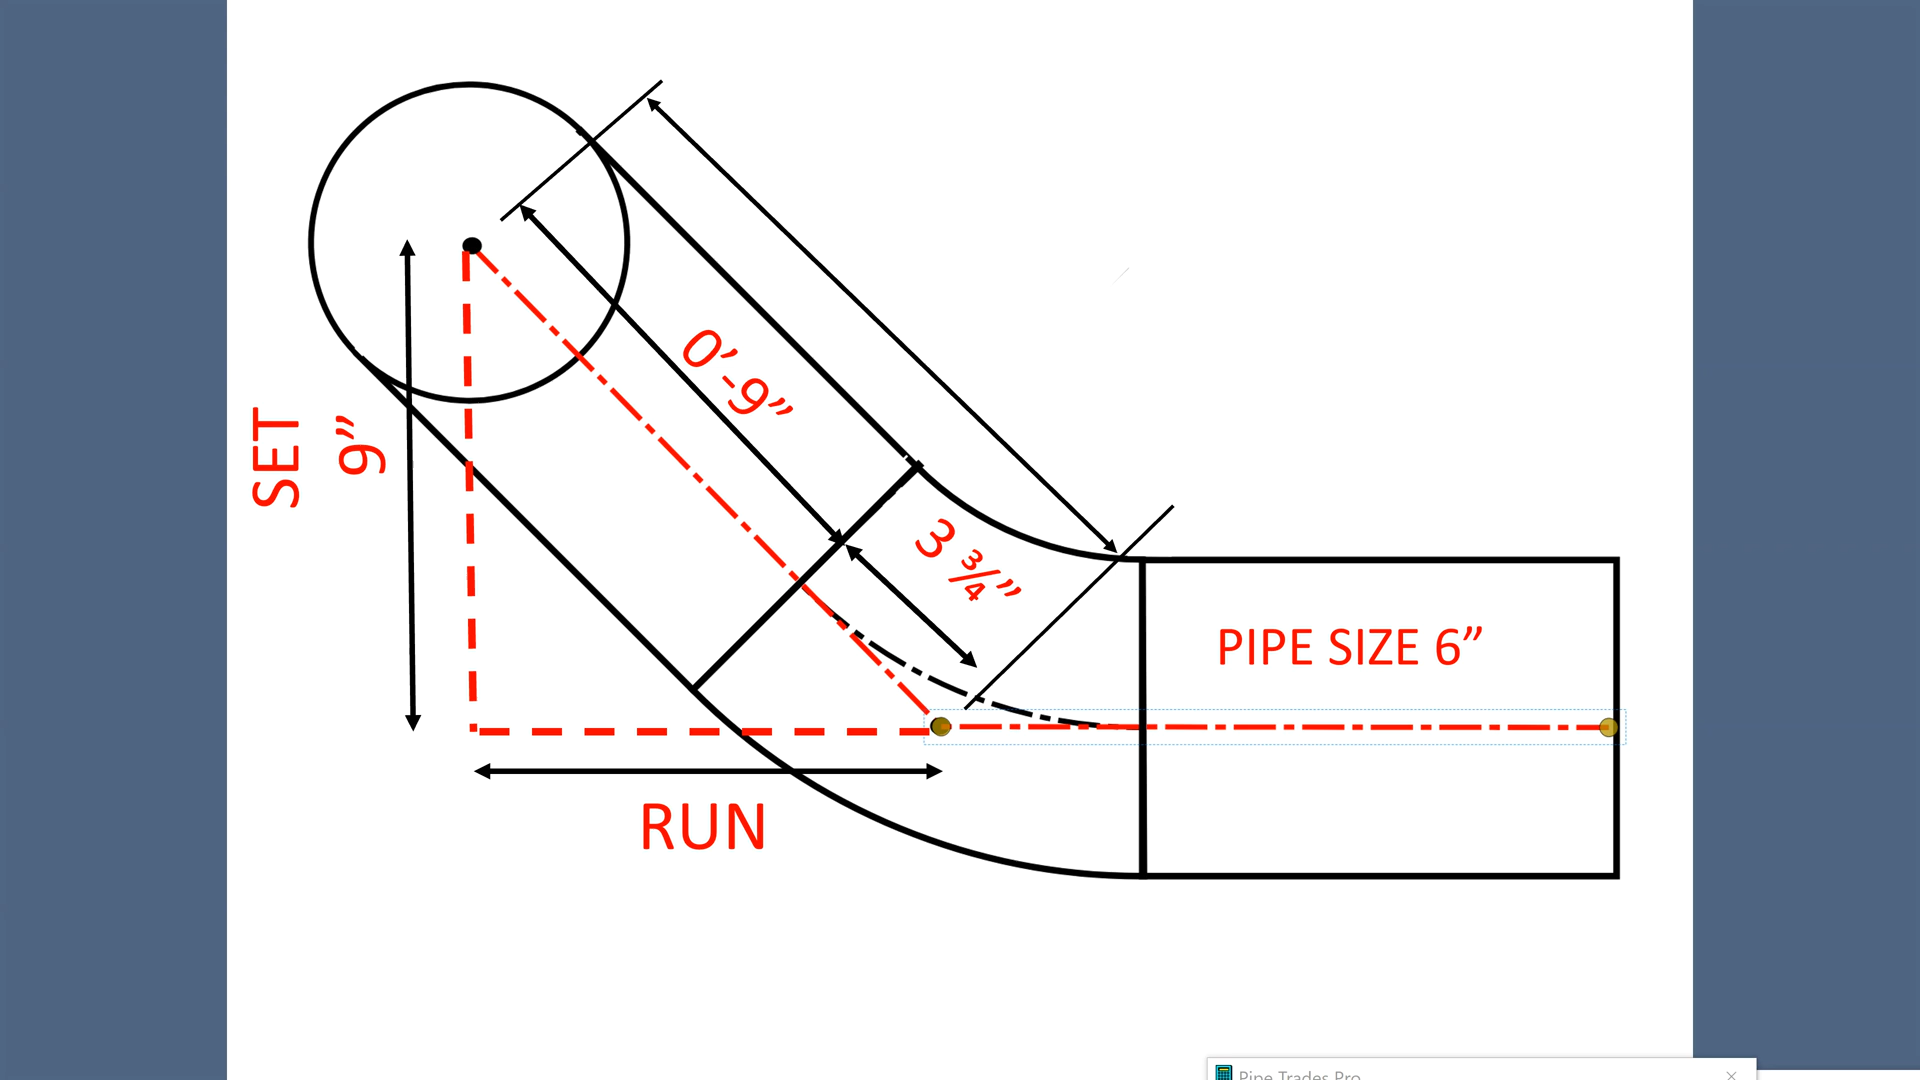 0’-9”
SET
9”
3 ¾”
PIPE SIZE 6”
RUN
Pipe Trades Pro